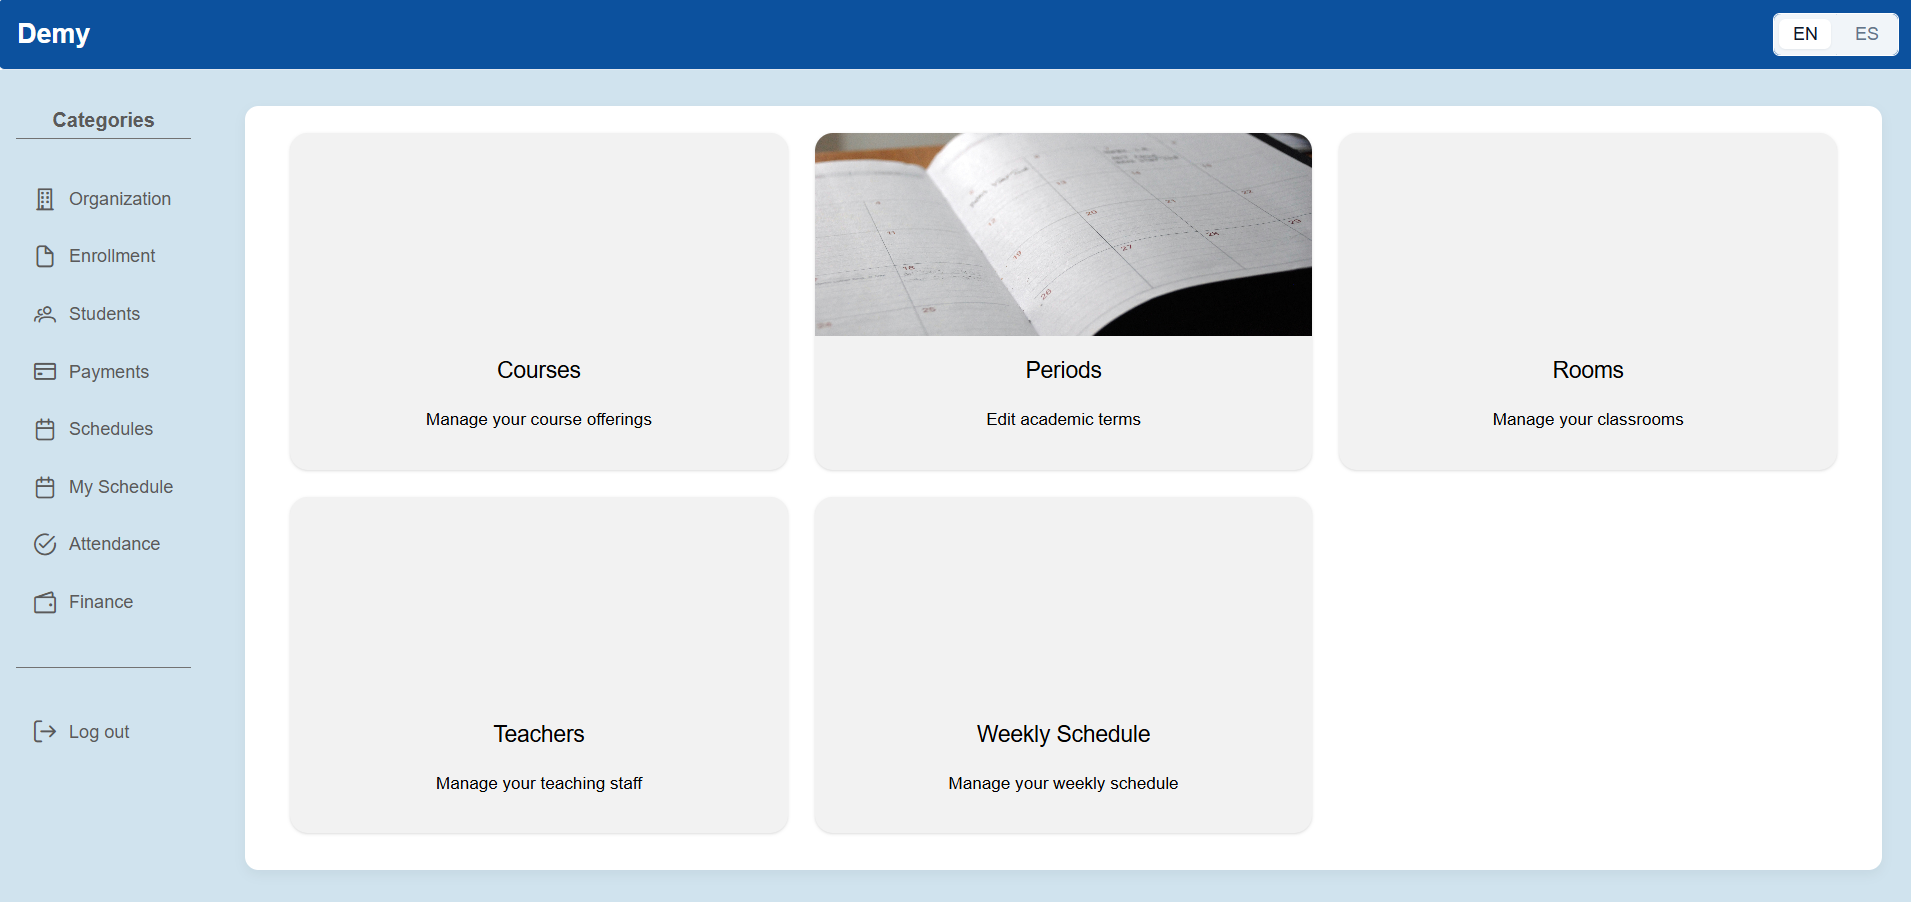 Demy
EN ES
Categories
Organization
Enrollment
Students
Payments
Schedules
My Schedule
Attendance
Finance
Log out
Courses
Manage your course offerings
Periods
Edit academic terms
Rooms
Manage your classrooms
Teachers
Manage your teaching staff
Weekly Schedule
Manage your weekly schedule